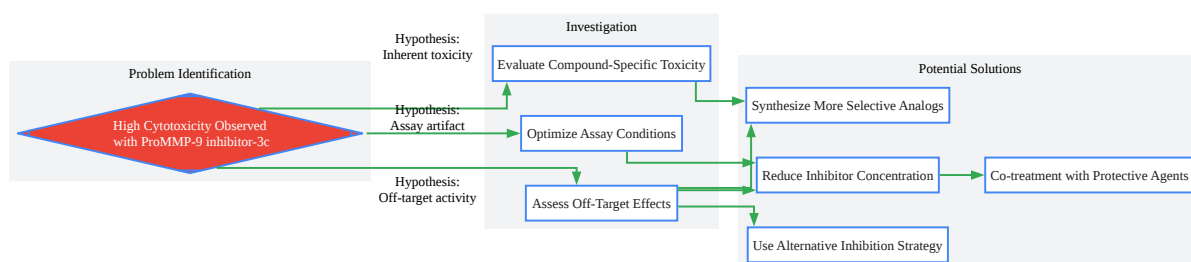 Problem Identification
High Cytotoxicity Observed
with ProMMP-9 inhibitor-3c
Hypothesis:
Inherent toxicity
Hypothesis:
Assay artifact
Hypothesis:
Off-target activity
Investigation
Evaluate Compound-Specific Toxicity
Optimize Assay Conditions
Assess Off-Target Effects
Potential Solutions
Synthesize More Selective Analogs
Reduce Inhibitor Concentration
Co-treatment with Protective Agents
Use Alternative Inhibition Strategy